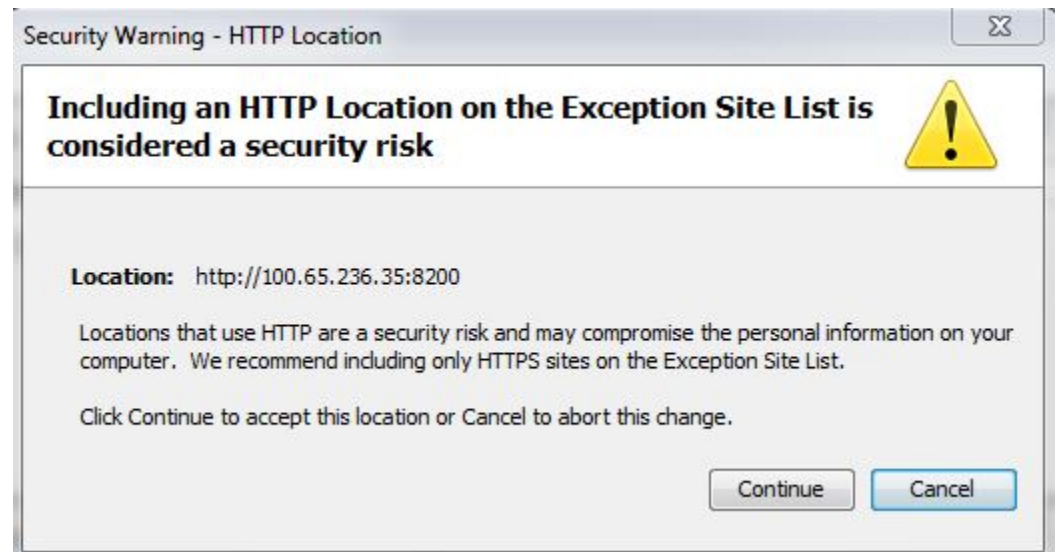 Security Warning - HTTP Location
Including an HTTP Location on the Exception Site List is
considered a security risk
Location: http://100.65.236.35:8200
Locations that use HTTP are a security risk and may compromise the personal information on your
computer. We recommend including only HTTPS sites on the Exception Site List.
Click Continue to accept this location or Cancel to abort this change.
Continue Cancel